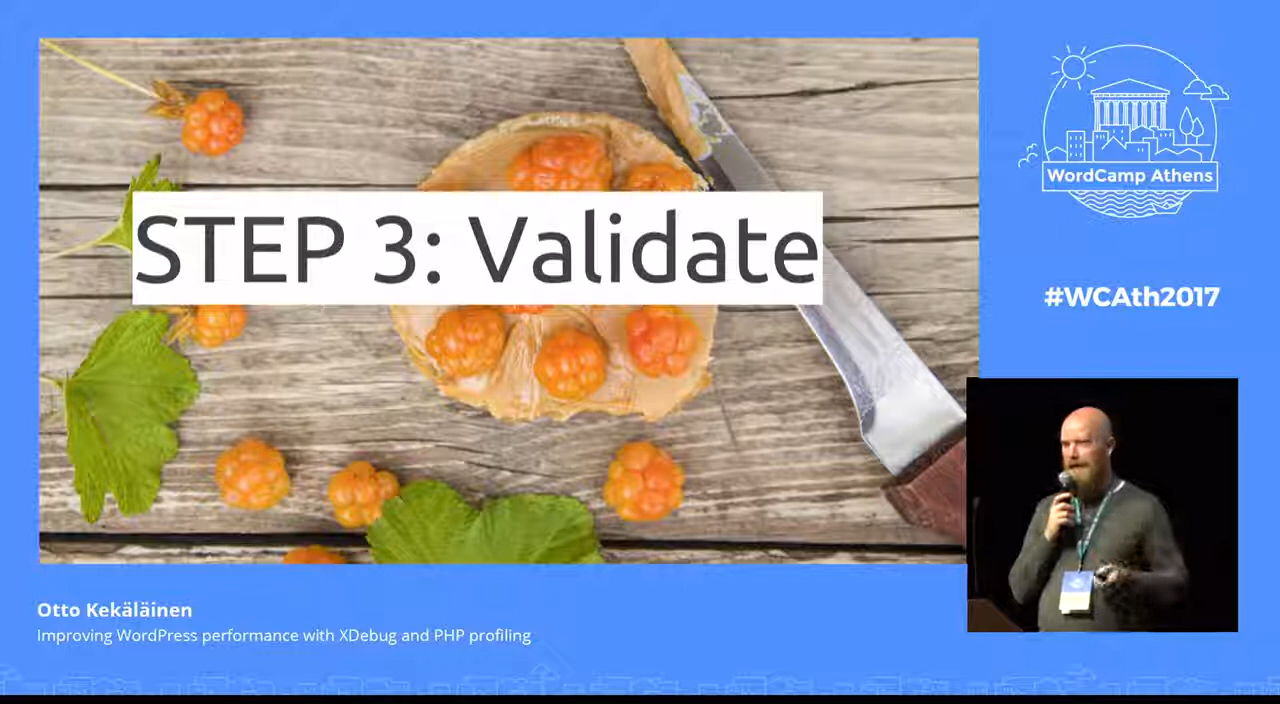 STEP 3: Validate
WordCamp Athens
#WCAth2017
Otto Kekäläinen
Improving WordPress performance with XDebug and PHP profiling